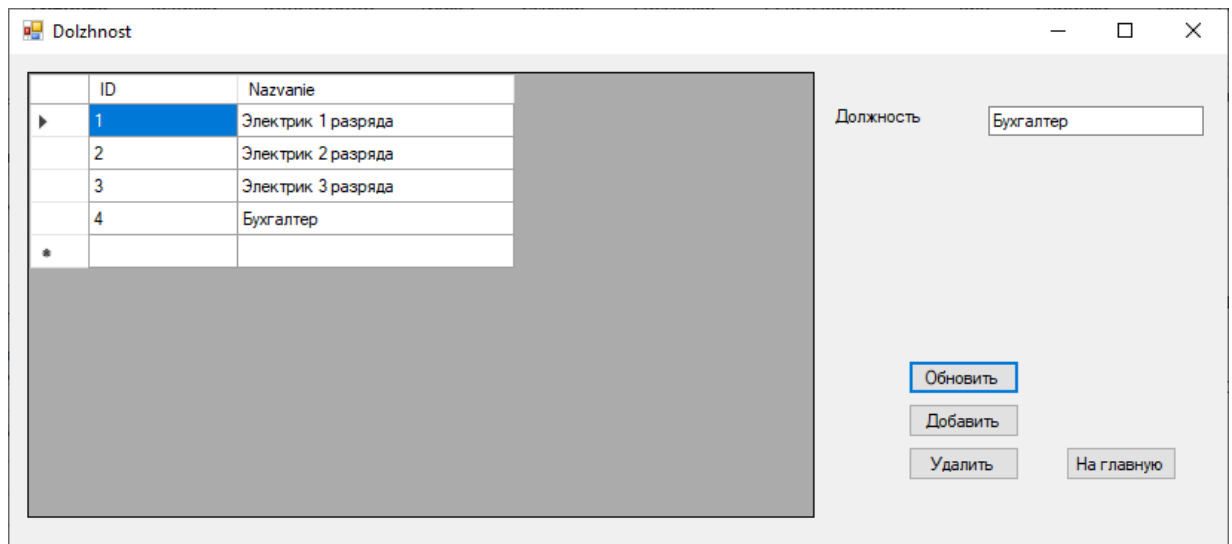 Dolzhnost
ID Nazvanie
1 Электрик 1 разряда
2 Электрик 2 разряда
3 Электрик 3 разряда
4 Бухгалтер
Должность Бухгалтер
Обновить
Добавить
Удалить На главную